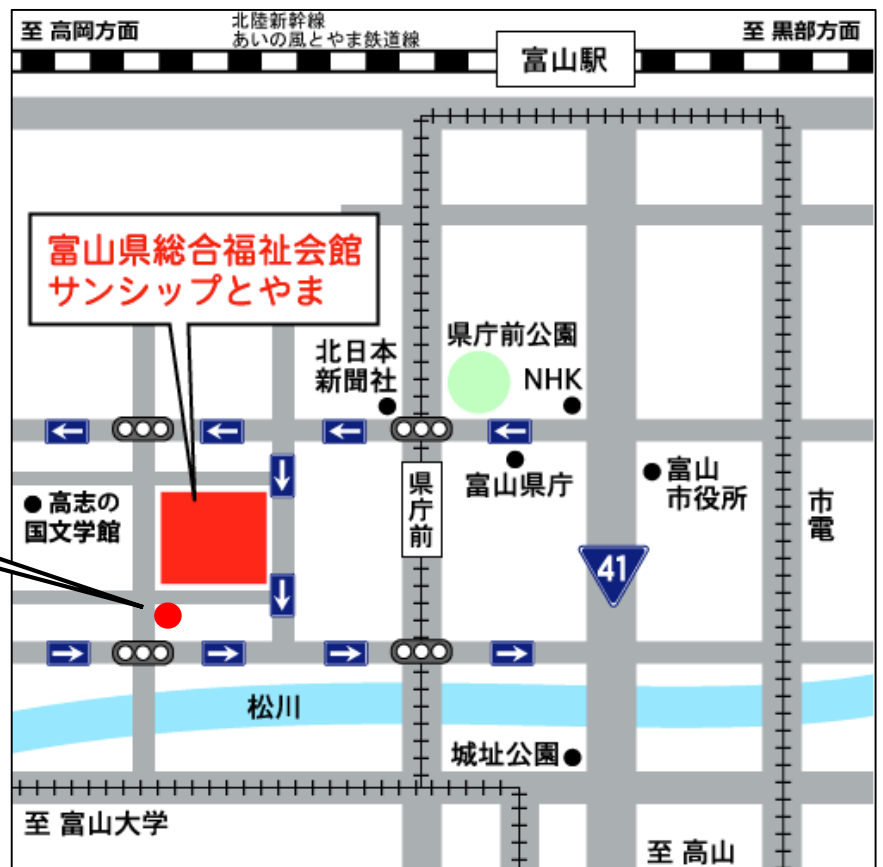 至 高岡方面
北陸新幹線
あいの風とやま鉄道線
富山駅
至 黒部方面
富山県総合福祉会館
サンシップとやま
北日本
新聞社
県庁前公園
NHK
富山県庁
県庁前
富山
市役所
市電
高志の
国文学館
41
松川
城址公園
至 富山大学
至 高山